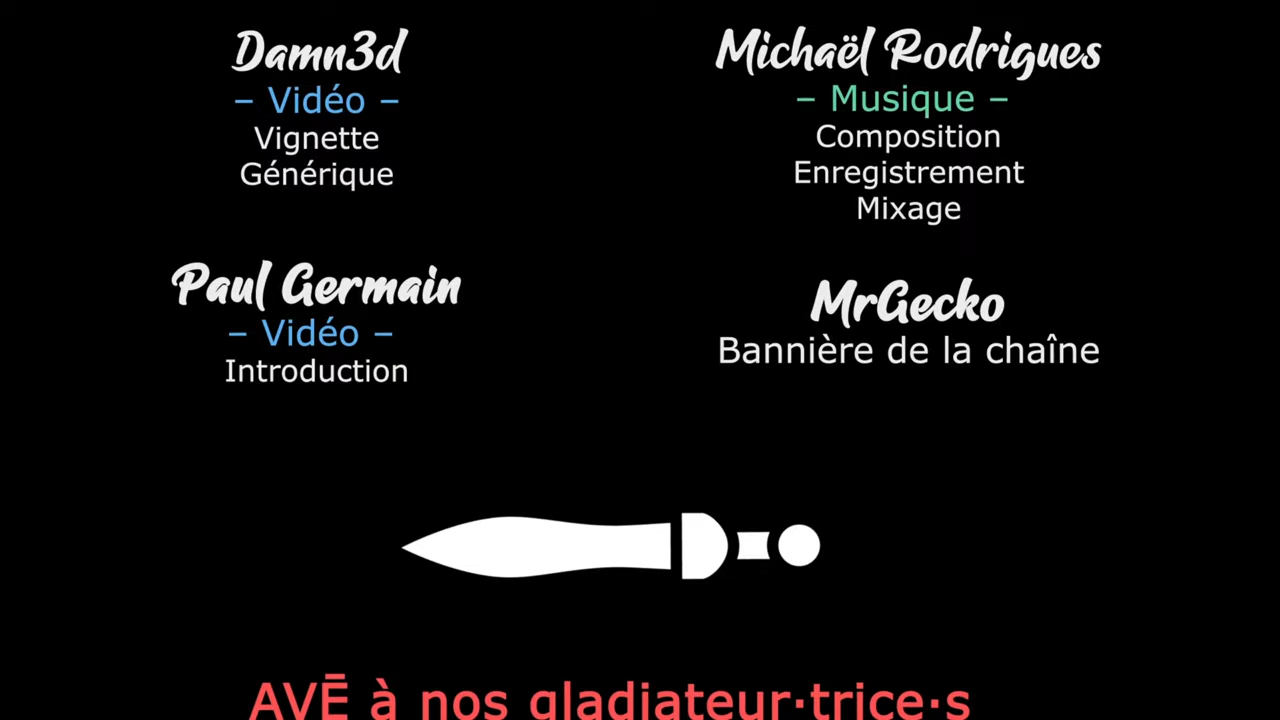 Damn3d
– Vidéo –
Vignette
Générique
Michaël Rodrigues
– Musique –
Composition
Enregistrement
Mixage
Paul Germain
– Vidéo –
Introduction
MrGecko
Bannière de la chaîne
AVĒ à nos gladiateur·trice·s